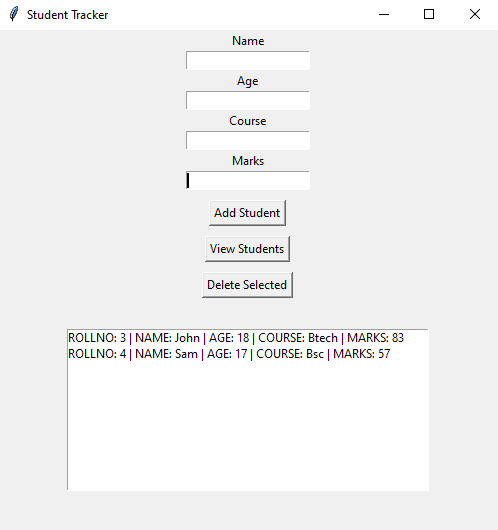 Student Tracker
Name
Age
Course
Marks
Add Student
View Students
Delete Selected
ROLLNO: 3 | NAME: John | AGE: 18 | COURSE: Btech | MARKS: 83
ROLLNO: 4 | NAME: Sam | AGE: 17 | COURSE: Bsc | MARKS: 57